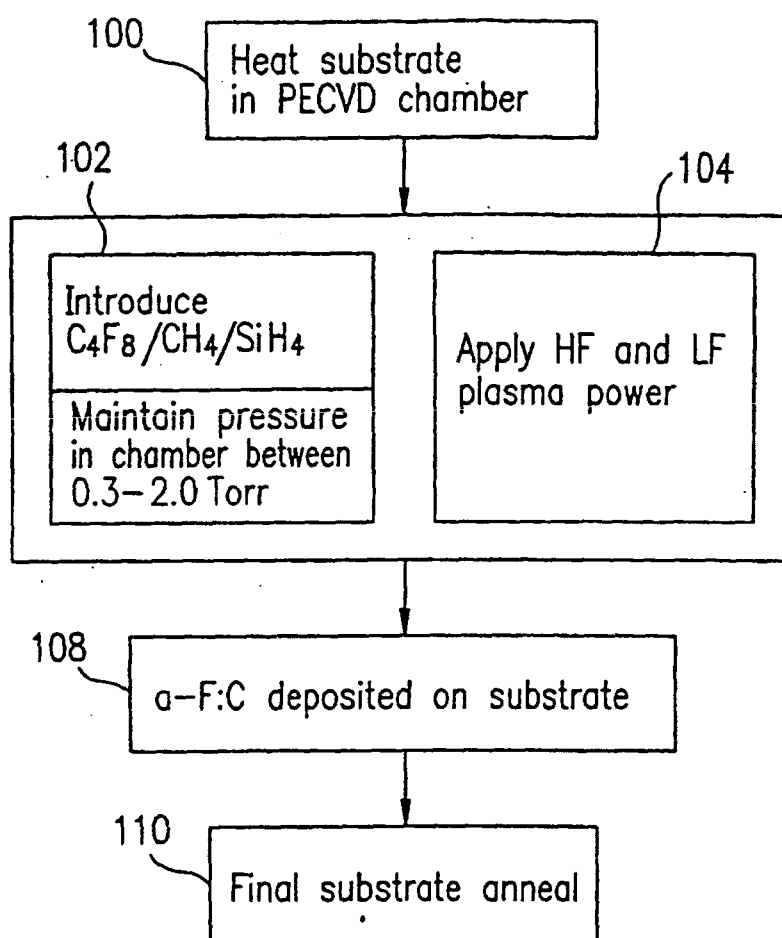 100
Heat substrate
in PECVD chamber
102
104
Introduce
C₄F₈/CH₄/SiH₄
Maintain pressure
in chamber between
0.3–2.0 Torr
Apply HF and LF
plasma power
108
a–F:C deposited on substrate
110
Final substrate anneal